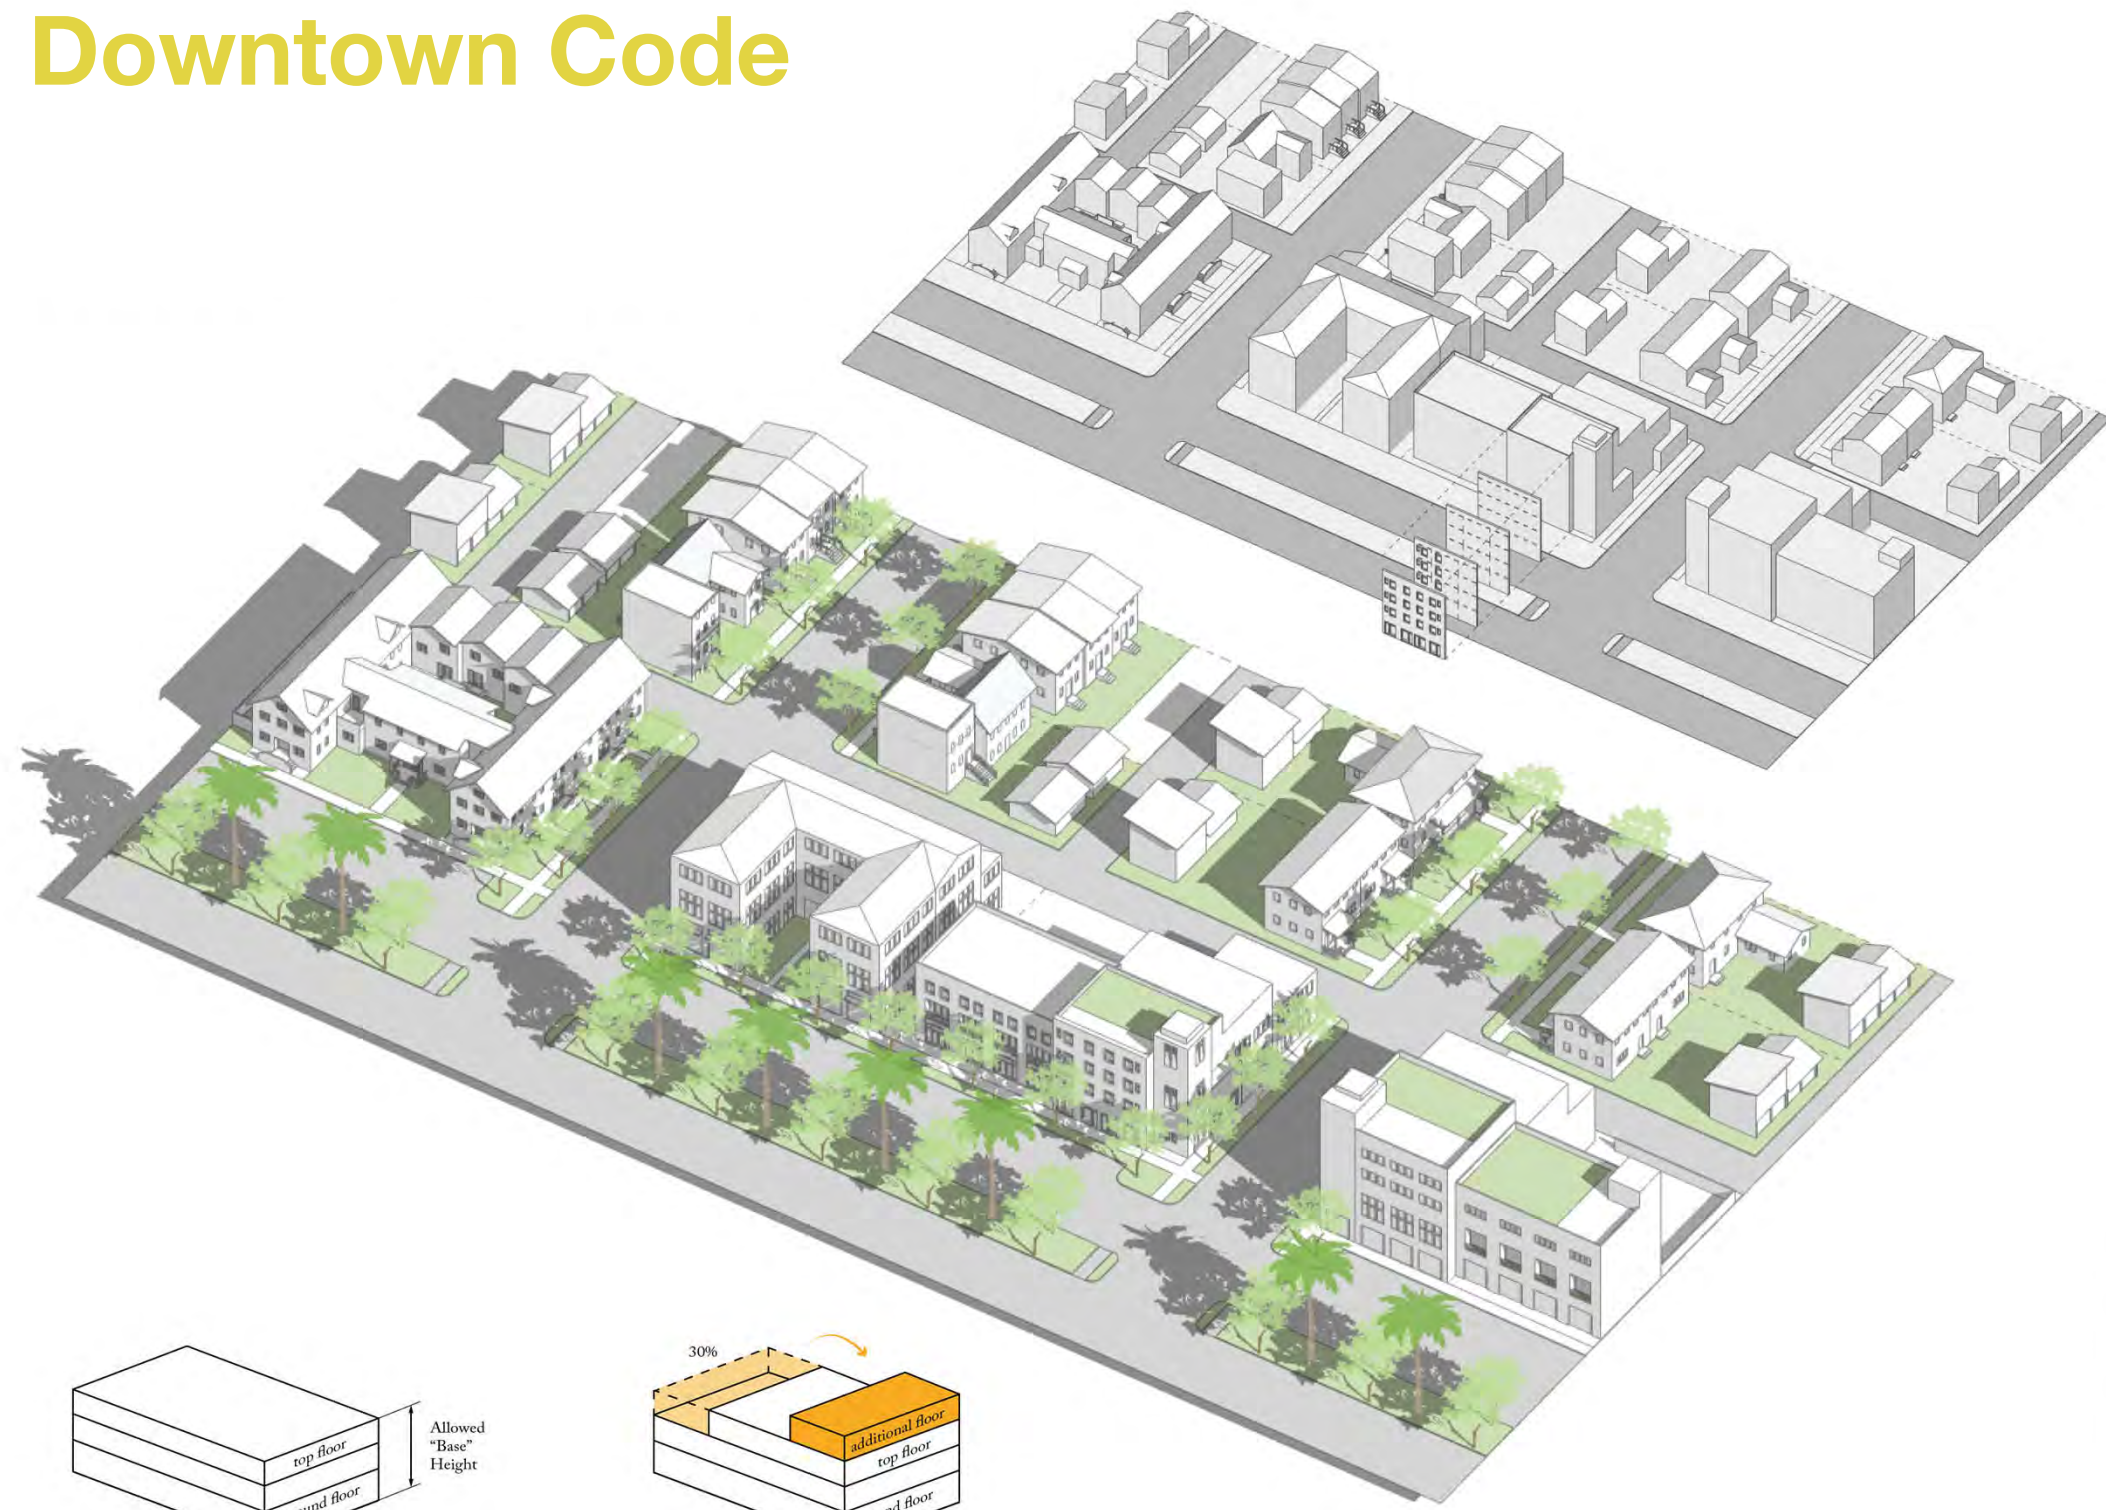 Downtown Code
30%
additional floor
top floor
Allowed
"Base"
Height
top floor